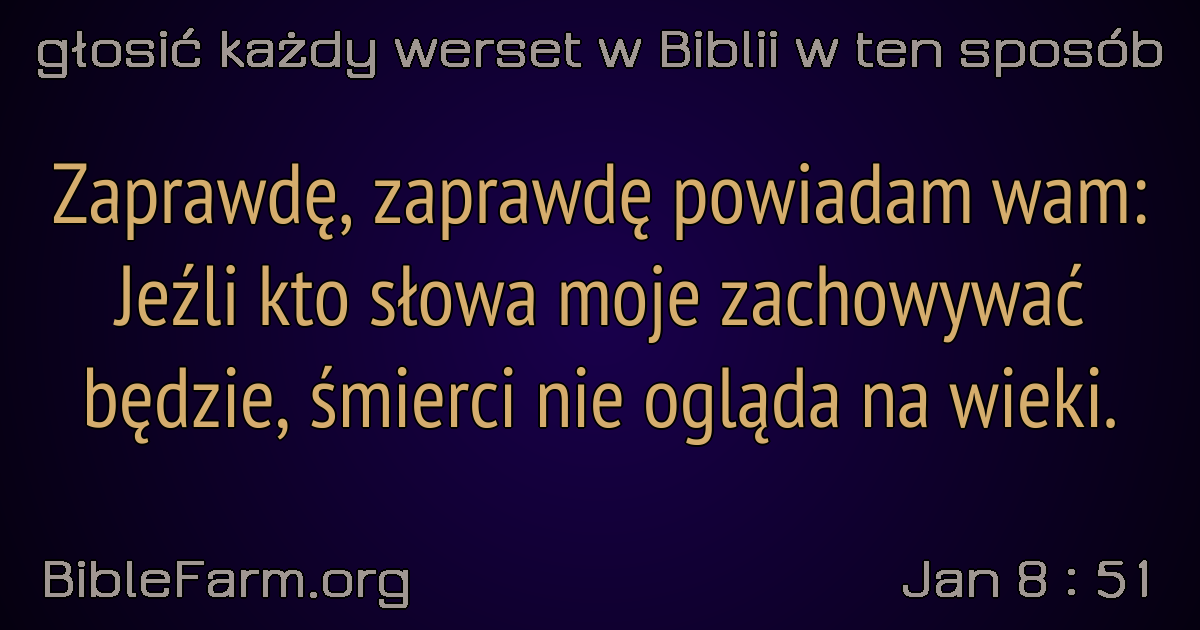 głosić każdy werset w Biblii w ten sposób
Zaprawdę, zaprawdę powiadam wam:
Jeźli kto słowa moje zachowywać
będzie, śmierci nie ogląda na wieki.
BibleFarm.org
Jan 8 : 51